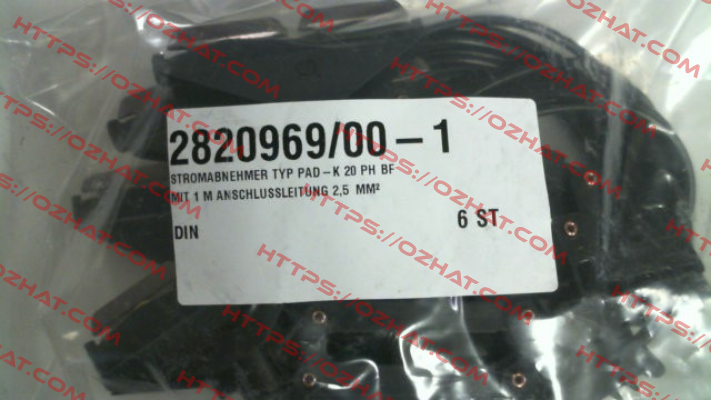 2820969/00-1
STROMABNEHMER TYP PAD-K 20 PH BF
MIT 1 M ANSCHLUSSLEITUNG 2,5 MM²
DIN 6 ST
HTTPS://OZHAT.COM